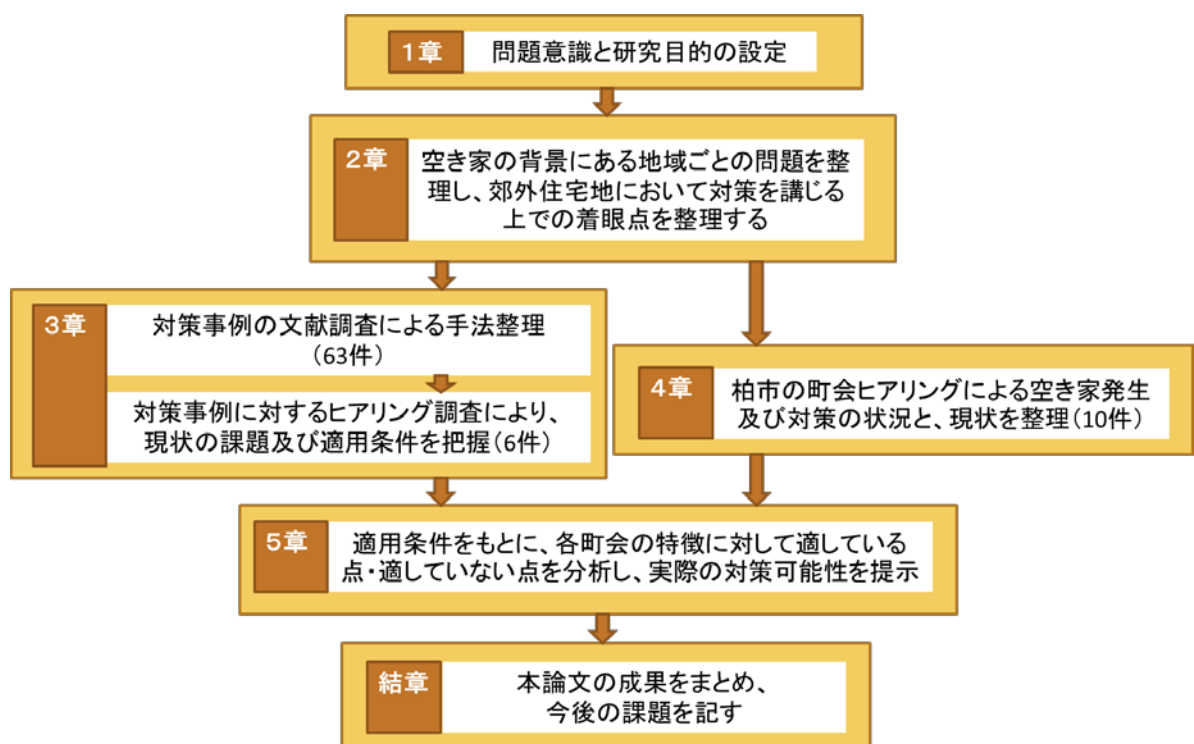 1章
問題意識と研究目的の設定
2章
空き家の背景にある地域ごとの問題を整
理し、郊外住宅地において対策を講じる
上での着眼点を整理する
3章
対策事例の文献調査による手法整理
(63件)
対策事例に対するヒアリング調査により、
現状の課題及び適用条件を把握(6件)
4章
柏市の町会ヒアリングによる空き家発生
及び対策の状況と、現状を整理(10件)
5章
適用条件をもとに、各町会の特徴に対して適している
点・適していない点を分析し、実際の対策可能性を提示
結章
本論文の成果をまとめ、
今後の課題を記す